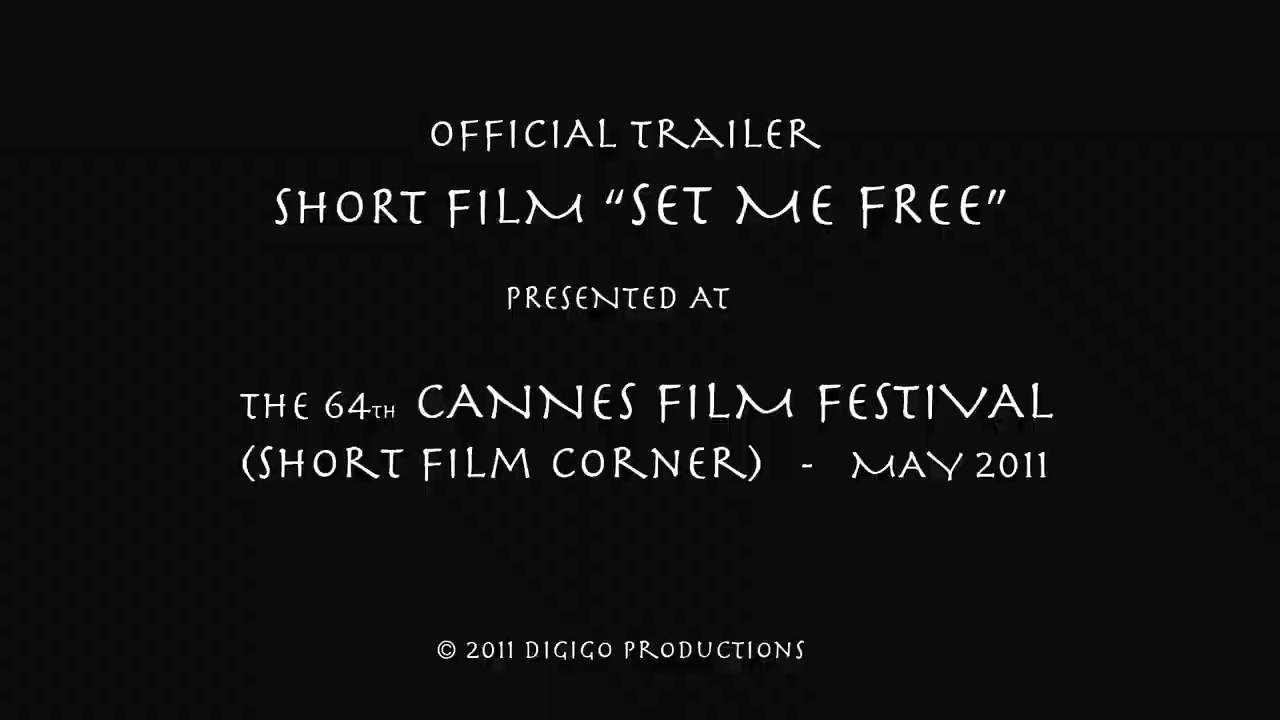 OFFICIAL TRAILER
SHORT FILM “SET ME FREE”
PRESENTED AT
THE 64TH CANNES FILM FESTIVAL
(SHORT FILM CORNER) - MAY 2011
© 2011 DIGIGO PRODUCTIONS